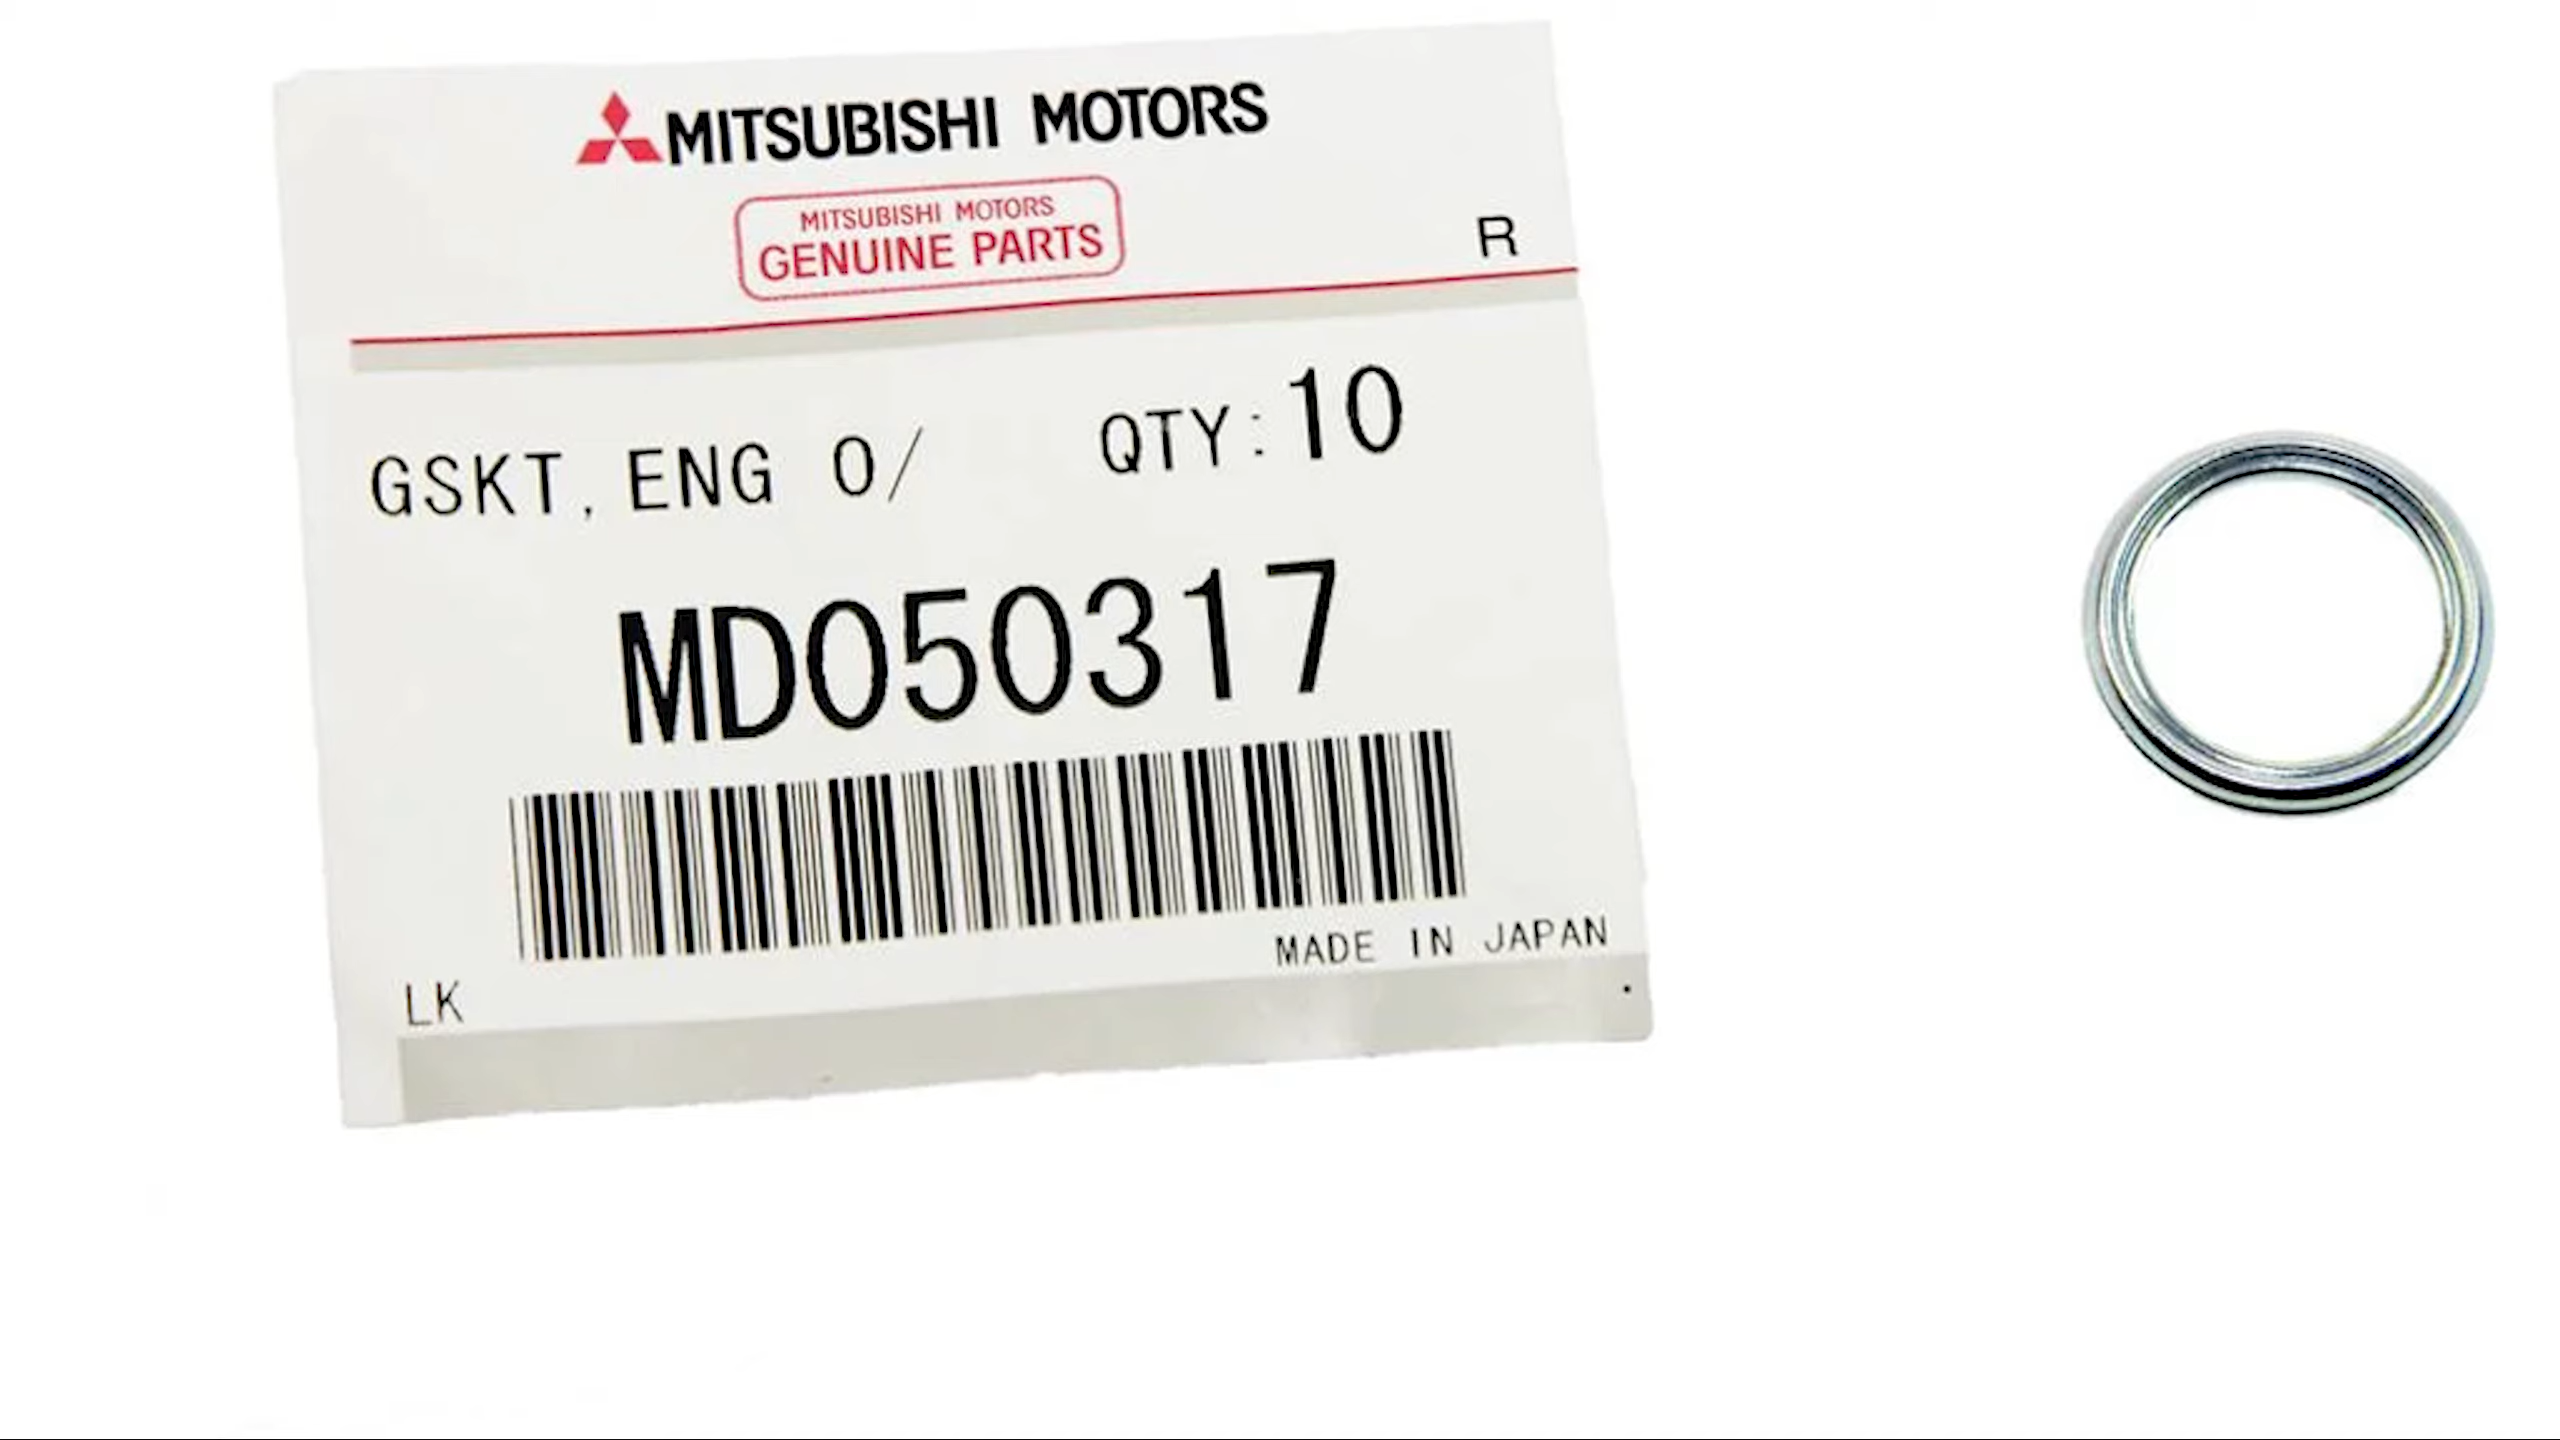 MITSUBISHI MOTORS
MITSUBISHI MOTORS
GENUINE PARTS
R
GSKT, ENG O/ QTY:10
MD050317
MADE IN JAPAN
LK